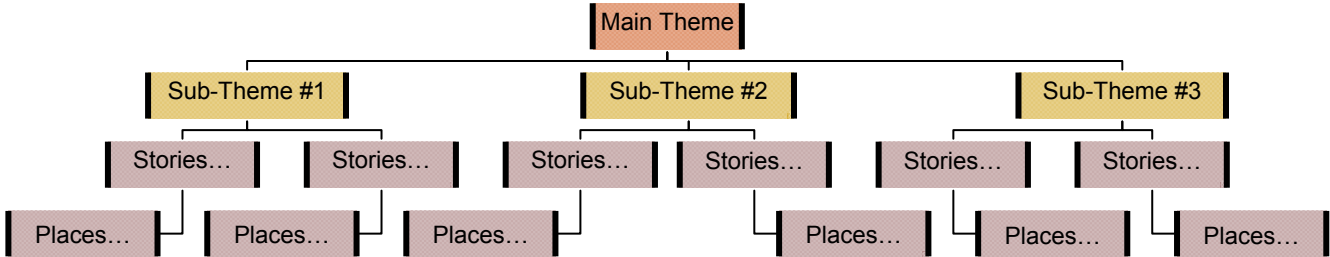 Main Theme
Sub-Theme #1
Sub-Theme #2
Sub-Theme #3
Stories…
Stories…
Stories…
Stories…
Stories…
Stories…
Places…
Places…
Places…
Places…
Places…
Places…